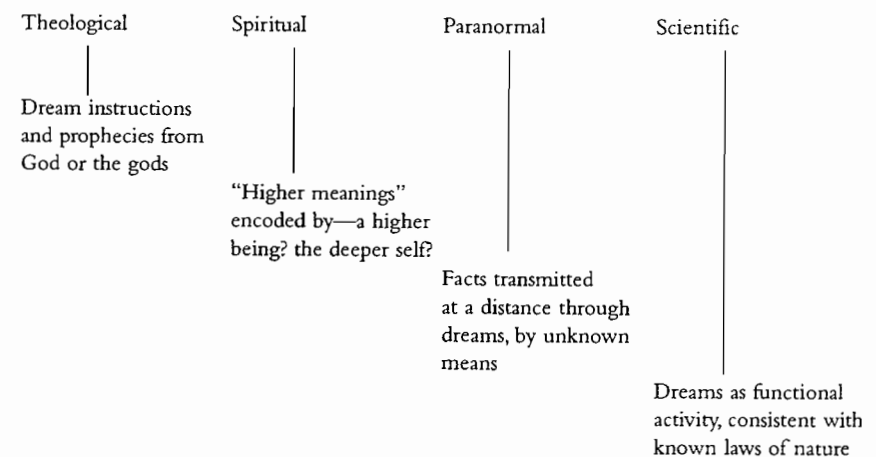 Theological
Spiritual
Paranormal
Scientific
Dream instructions
and prophecies from
God or the gods
“Higher meanings”
encoded by—a higher
being? the deeper self?
Facts transmitted
at a distance through
dreams, by unknown
means
Dreams as functional
activity, consistent with
known laws of nature